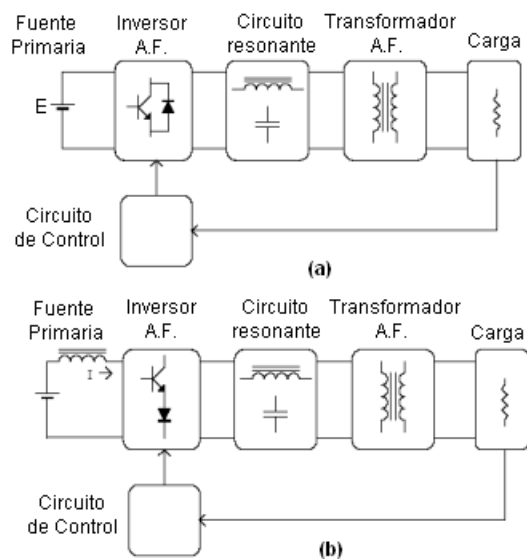 Fuente
Primaria
Inversor
A.F.
Circuito
resonante
Transformador
A.F.
Carga
E
Circuito
de Control
(a)
Fuente
Primaria
Inversor
A.F.
Circuito
resonante
Transformador
A.F.
Carga
I
Circuito
de Control
(b)